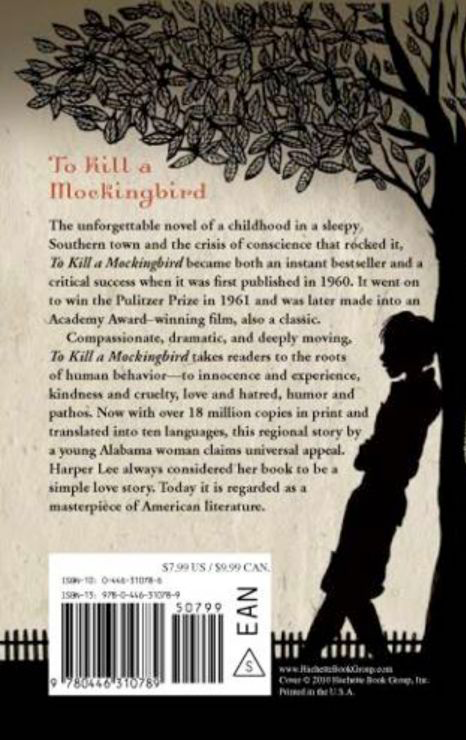 To Kill a
Mockingbird
The unforgettable novel of a childhood in a sleepy
Southern town and the crisis of conscience that rocked it,
To Kill a Mockingbird became both an instant bestseller and a
critical success when it was first published in 1960. It went on
to win the Pulitzer Prize in 1961 and was later made into an
Academy Award–winning film, also a classic.
Compassionate, dramatic, and deeply moving,
To Kill a Mockingbird takes readers to the roots
of human behavior—to innocence and experience,
kindness and cruelty, love and hatred, humor and
pathos. Now with over 18 million copies in print and
translated into ten languages, this regional story by
a young Alabama woman claims universal appeal.
Harper Lee always considered her book to be a
simple love story. Today it is regarded as a
masterpiece of American literature.
$7.99 US / $9.99 CAN.
ISBN-10: 0-446-31078-6
ISBN-13: 978-0-446-31078-9
50799
EAN
S
9 780446 310789
www.HachetteBookGroup.com
Cover © 2010 Hachette Book Group, Inc.
Printed in the U.S.A.